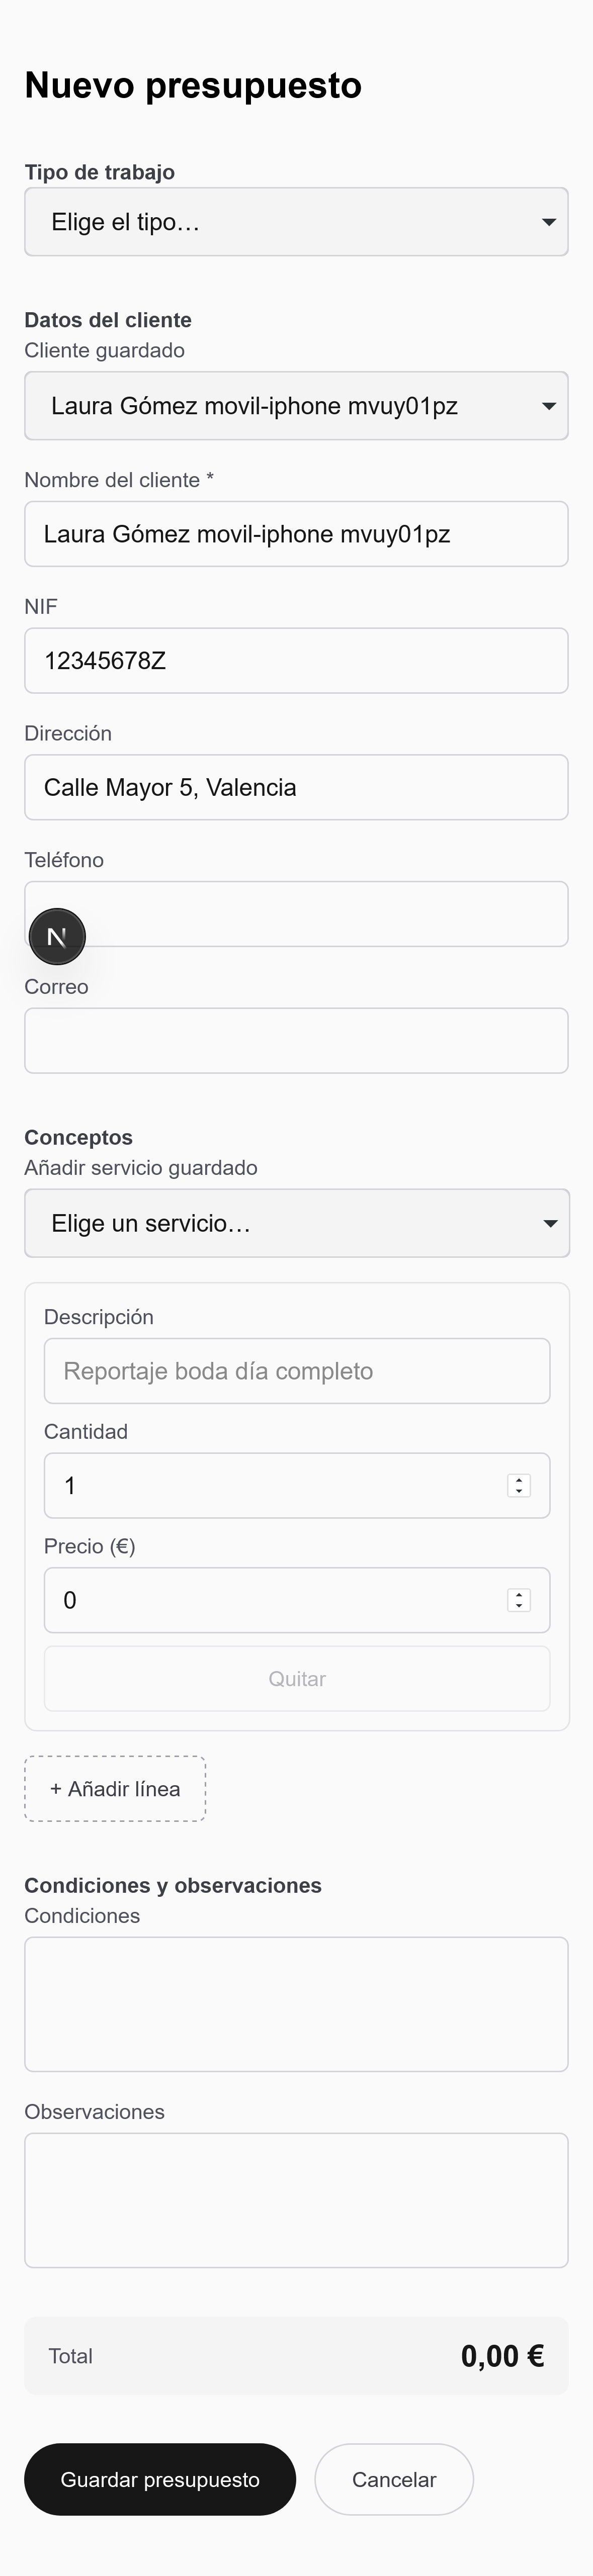 Nuevo presupuesto
Tipo de trabajo
Elige el tipo…
Datos del cliente
Cliente guardado
Laura Gómez movil-iphone mvuy01pz
Nombre del cliente *
Laura Gómez movil-iphone mvuy01pz
NIF
12345678Z
Dirección
Calle Mayor 5, Valencia
Teléfono
N
Correo
Conceptos
Añadir servicio guardado
Elige un servicio…
Descripción
Reportaje boda día completo
Cantidad
1
Precio (€)
0
Quitar
+ Añadir línea
Condiciones y observaciones
Condiciones
Observaciones
Total 0,00 €
Guardar presupuesto Cancelar